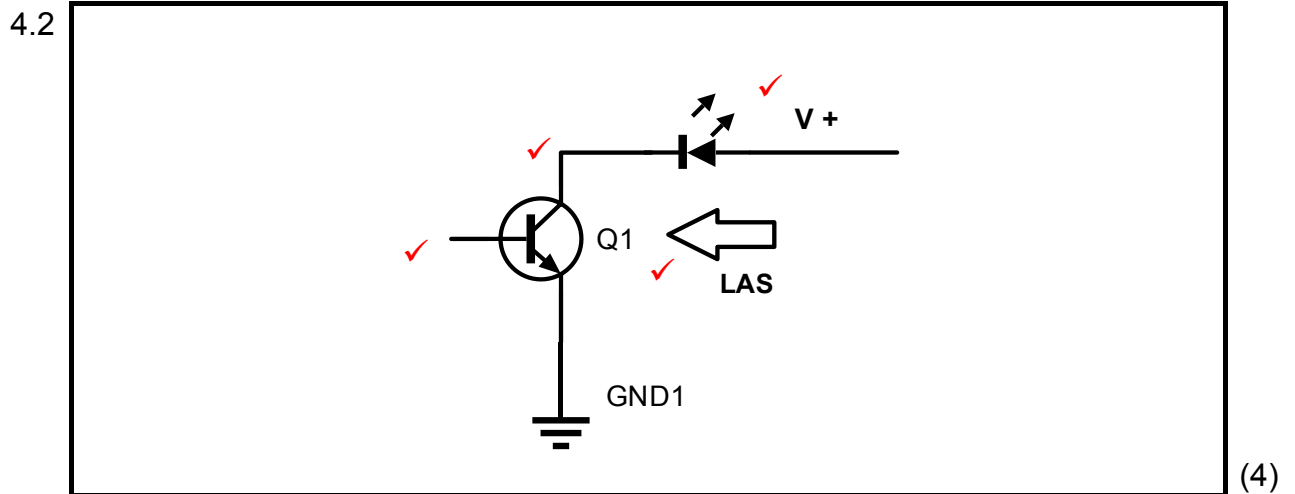 4.2
V +
Q1
LAS
GND1
(4)